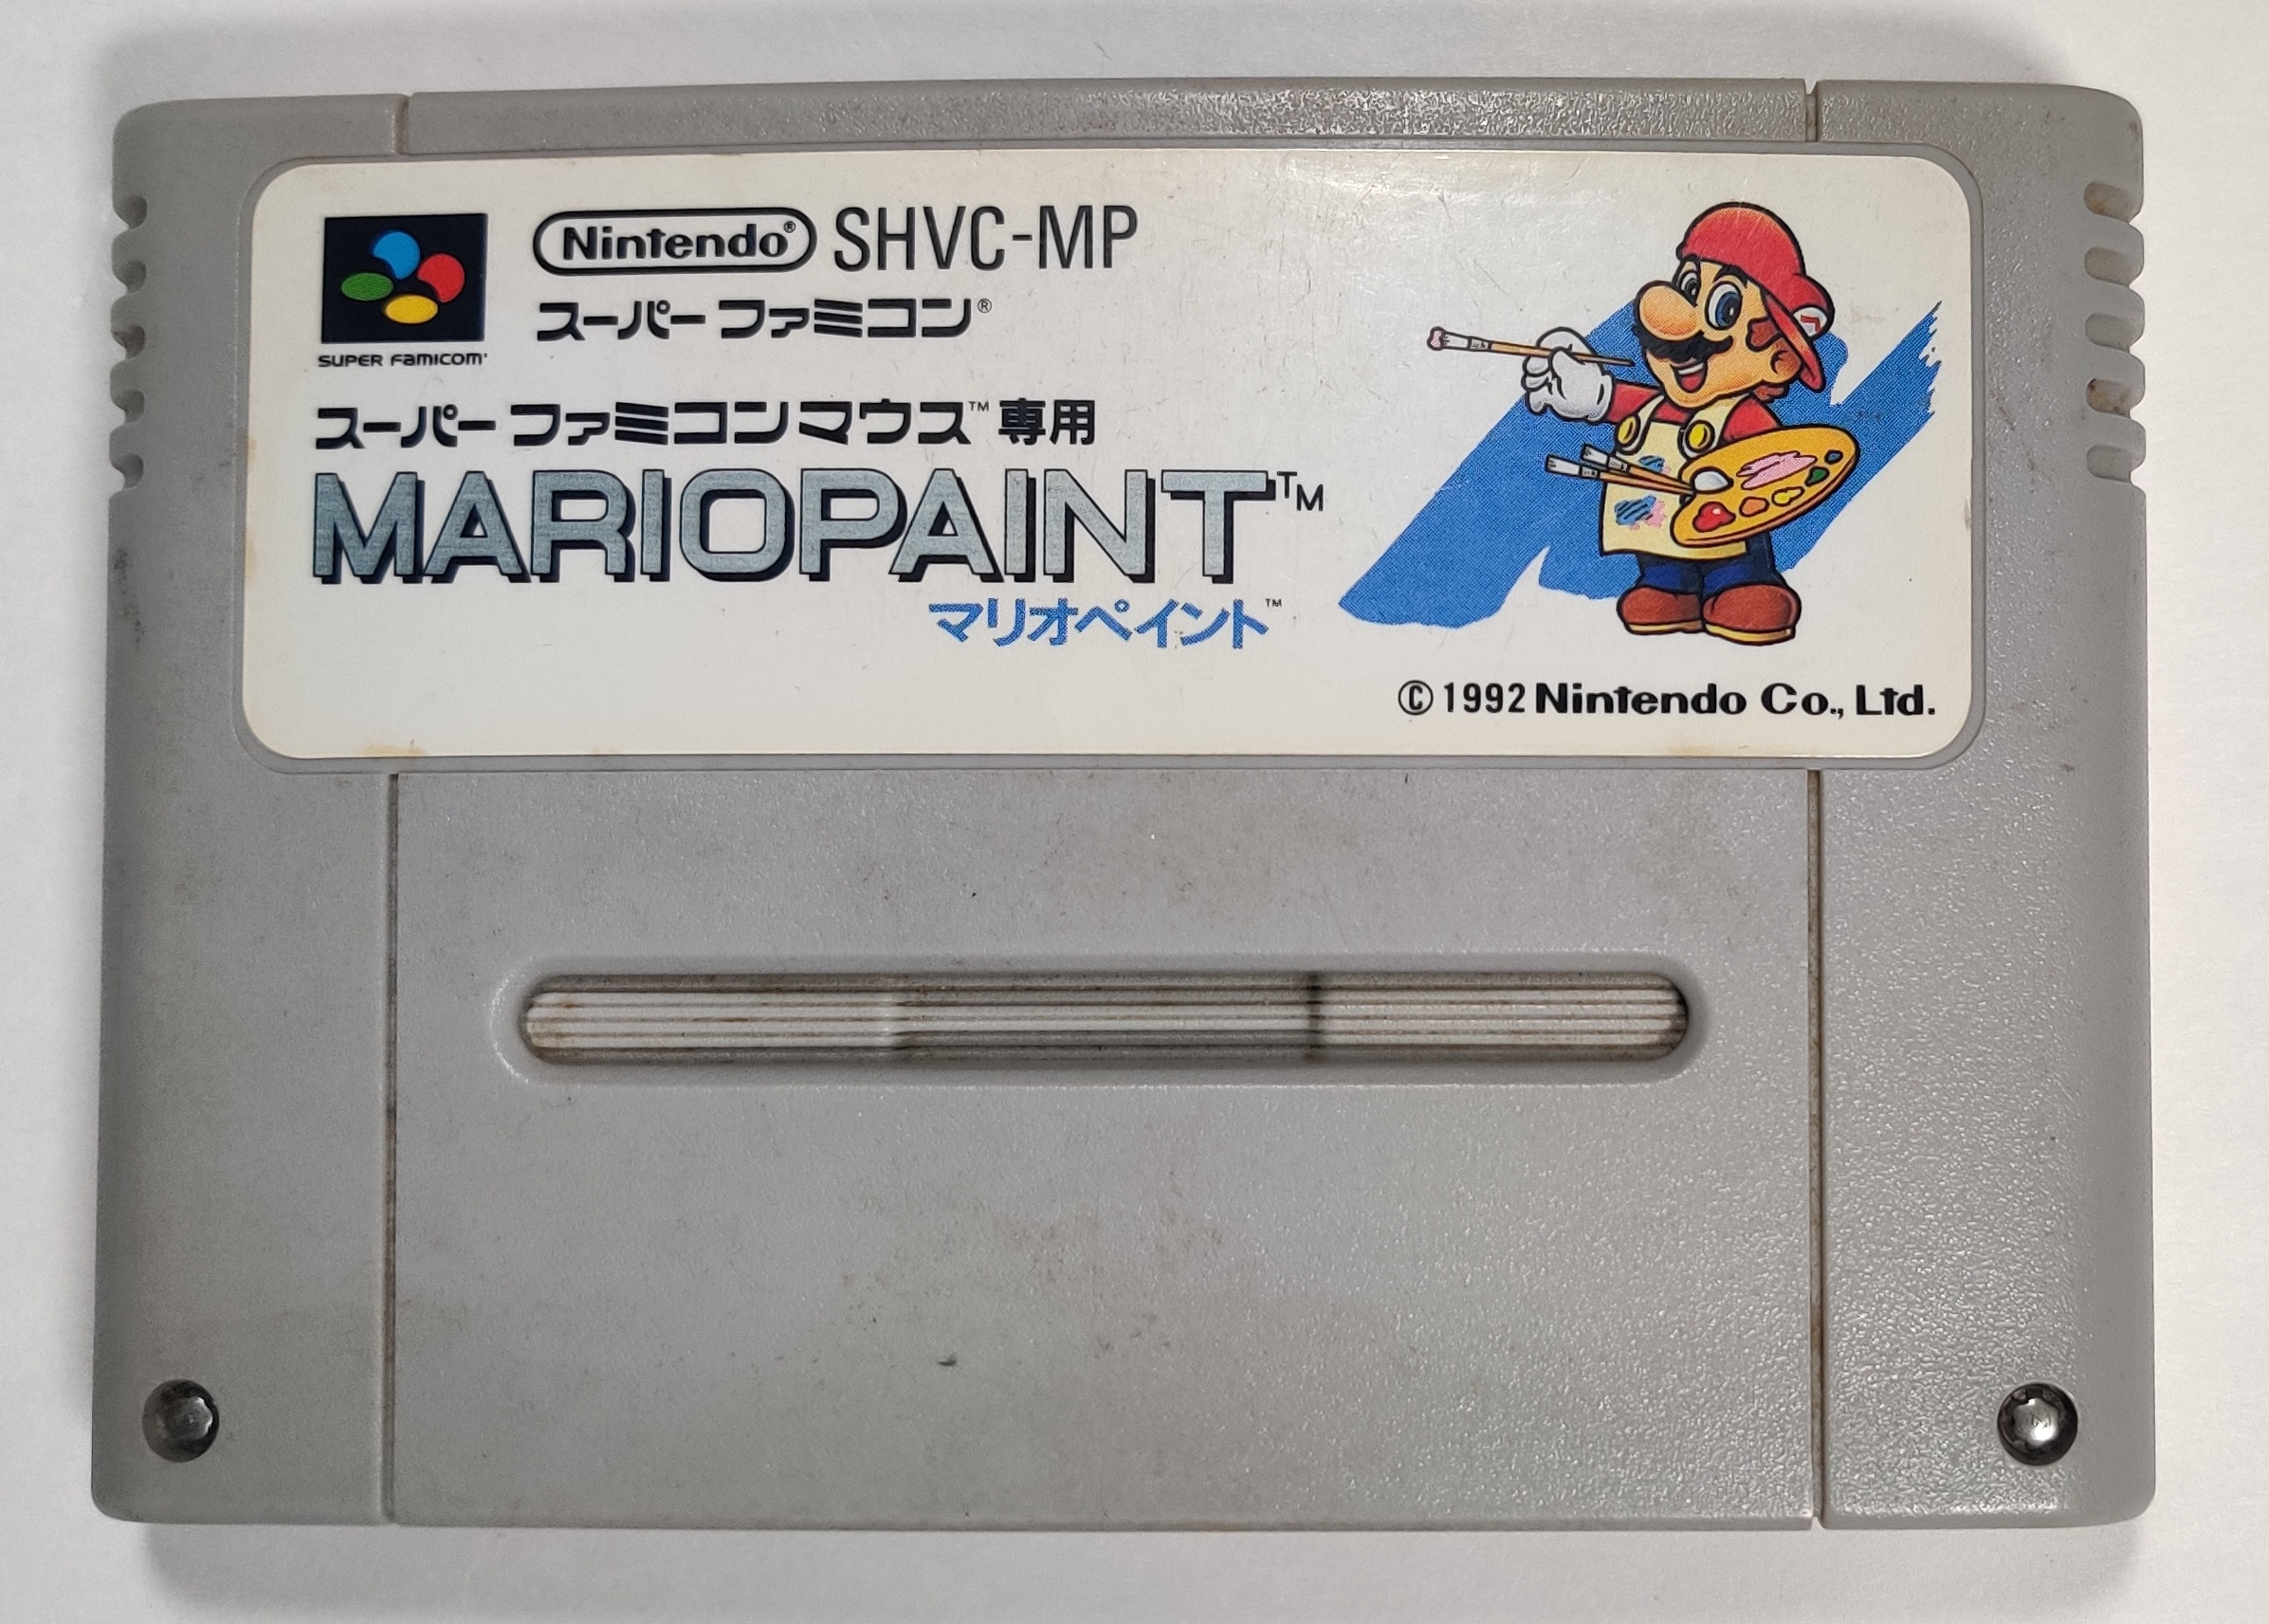 Nintendo® SHVC-MP
スーパーファミコン®
SUPER FAMICOM™
スーパーファミコンマウス™専用
MARIOPAINT™
マリオペイント™
© 1992 Nintendo Co., Ltd.